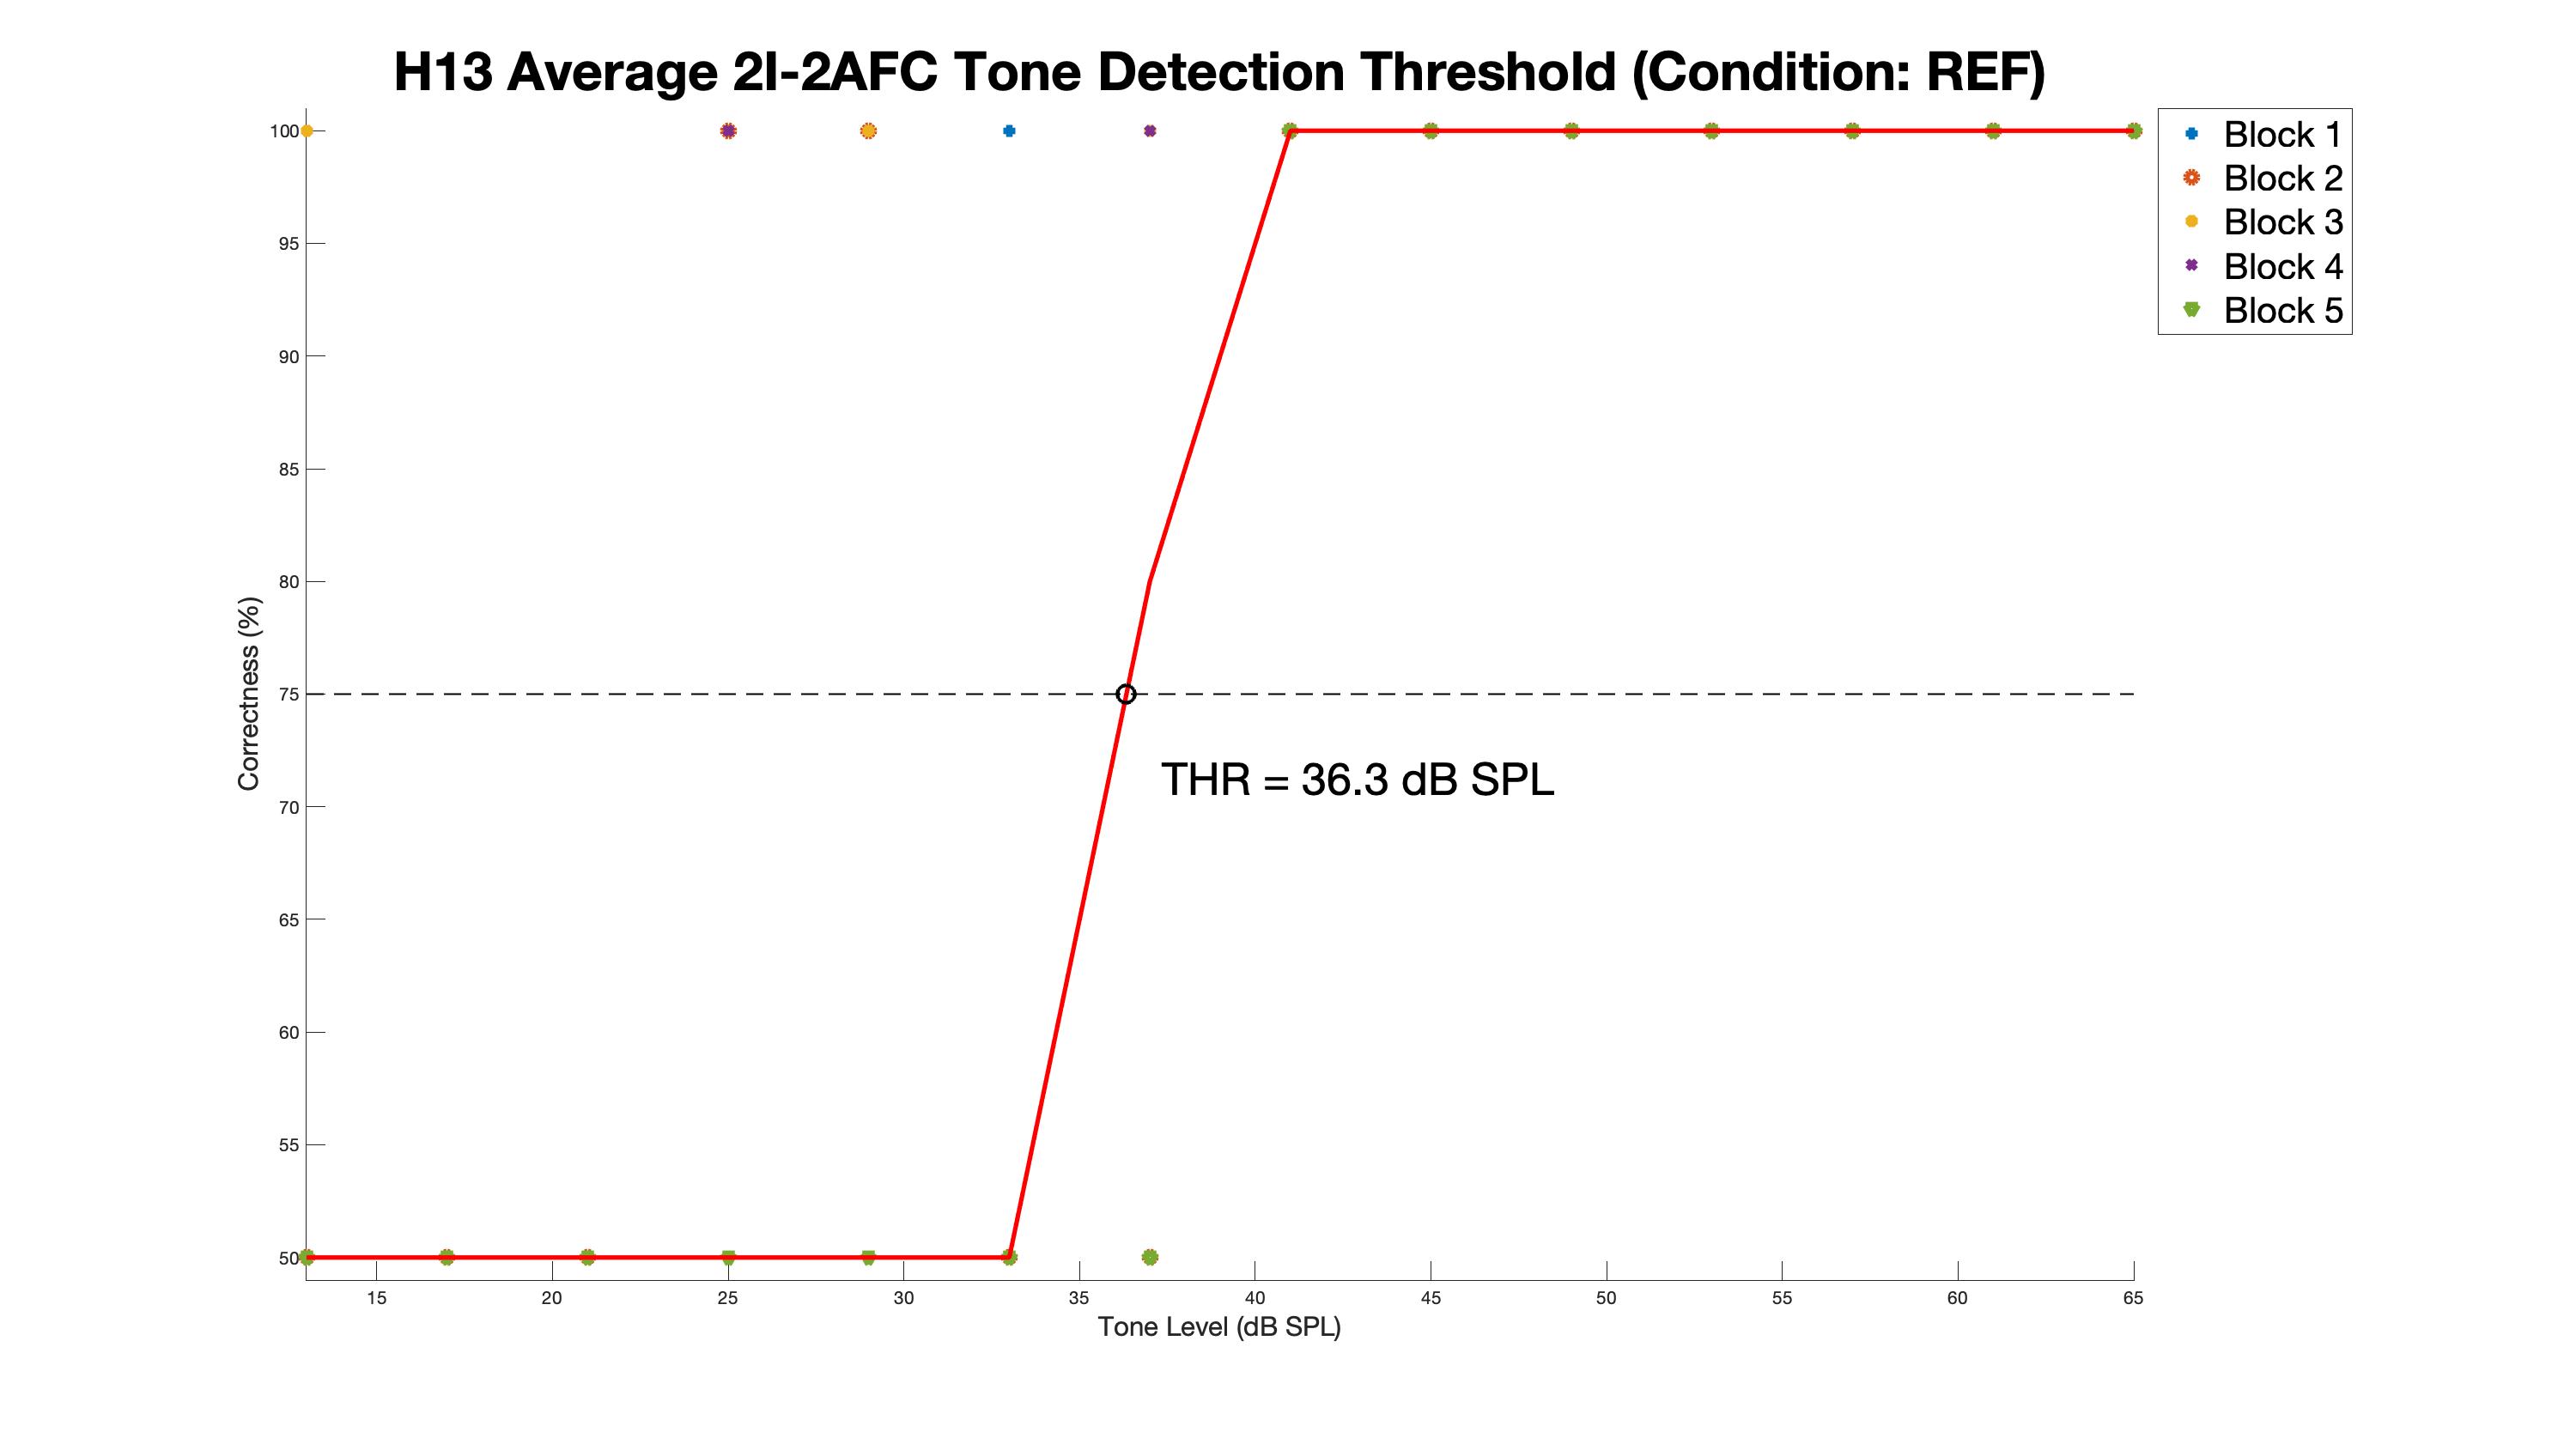 H13 Average 2I-2AFC Tone Detection Threshold (Condition: REF)
100
95
90
85
80
75
70
65
60
55
50
Correctness (%)
THR = 36.3 dB SPL
15 20 25 30 35 40 45 50 55 60 65
Tone Level (dB SPL)
Block 1
Block 2
Block 3
Block 4
Block 5